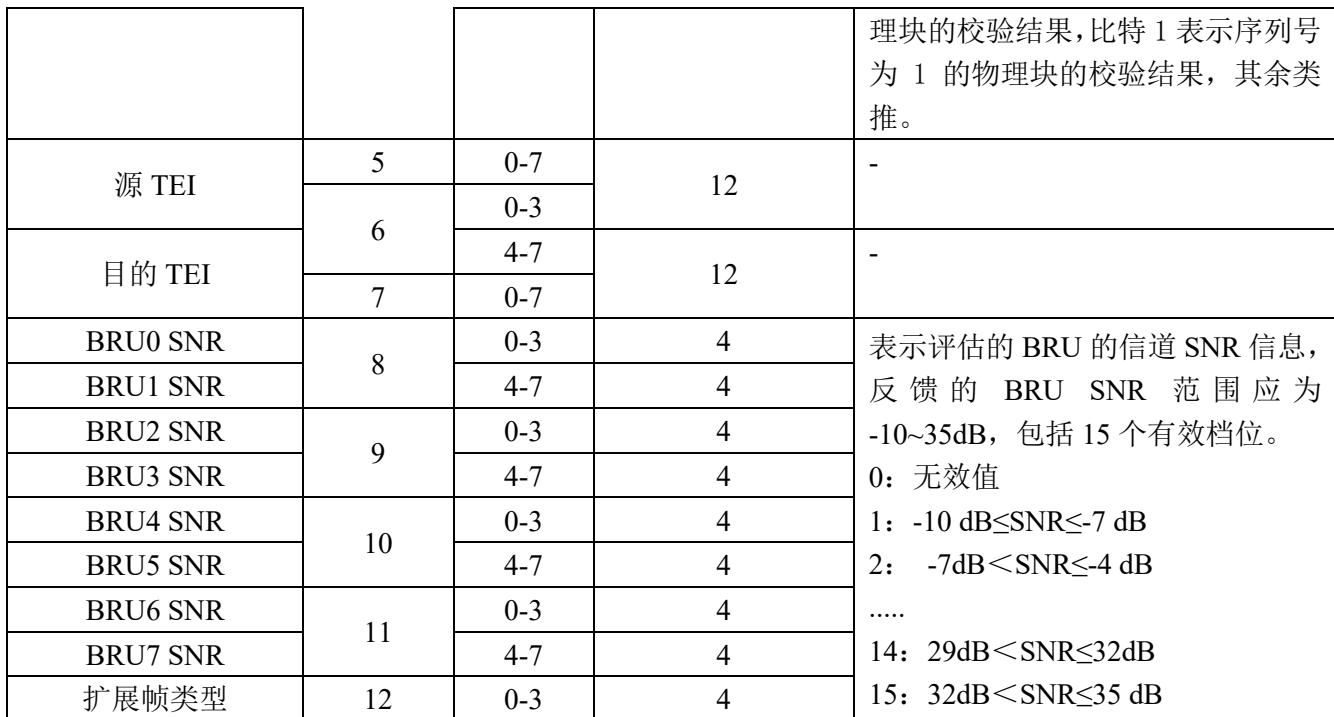 理块的校验结果，比特 1 表示序列号
为 1 的物理块的校验结果，其余类
推。
源 TEI 5 0-7 12 -
6 0-3
目的 TEI 4-7 12 -
7 0-7
BRU0 SNR 8 0-3 4
BRU1 SNR 4-7 4
BRU2 SNR 9 0-3 4
BRU3 SNR 4-7 4
BRU4 SNR 10 0-3 4
BRU5 SNR 4-7 4
BRU6 SNR 11 0-3 4
BRU7 SNR 4-7 4
扩展帧类型 12 0-3 4
表示评估的 BRU 的信道 SNR 信息，
反馈的 BRU SNR 范围应为
-10~35dB，包括 15 个有效档位。
0：无效值
1：-10 dB≤SNR≤-7 dB
2： -7dB＜SNR≤-4 dB
.....
14：29dB＜SNR≤32dB
15：32dB＜SNR≤35 dB